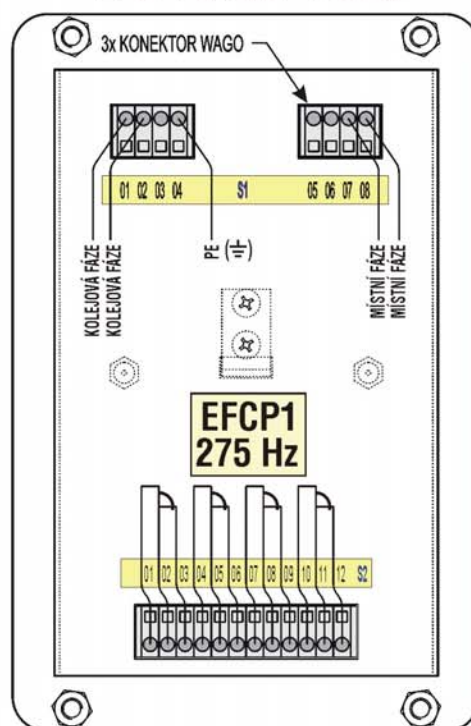 3x KONEKTOR WAGO
01 02 03 04 S1 05 06 07 08
KOLEJOVÁ FÁZE
KOLEJOVÁ FÁZE
PE
MÍSTNÍ FÁZE
MÍSTNÍ FÁZE
EFCP1
275 Hz
01 02 03 04 05 06 07 08 09 10 11 12 S2